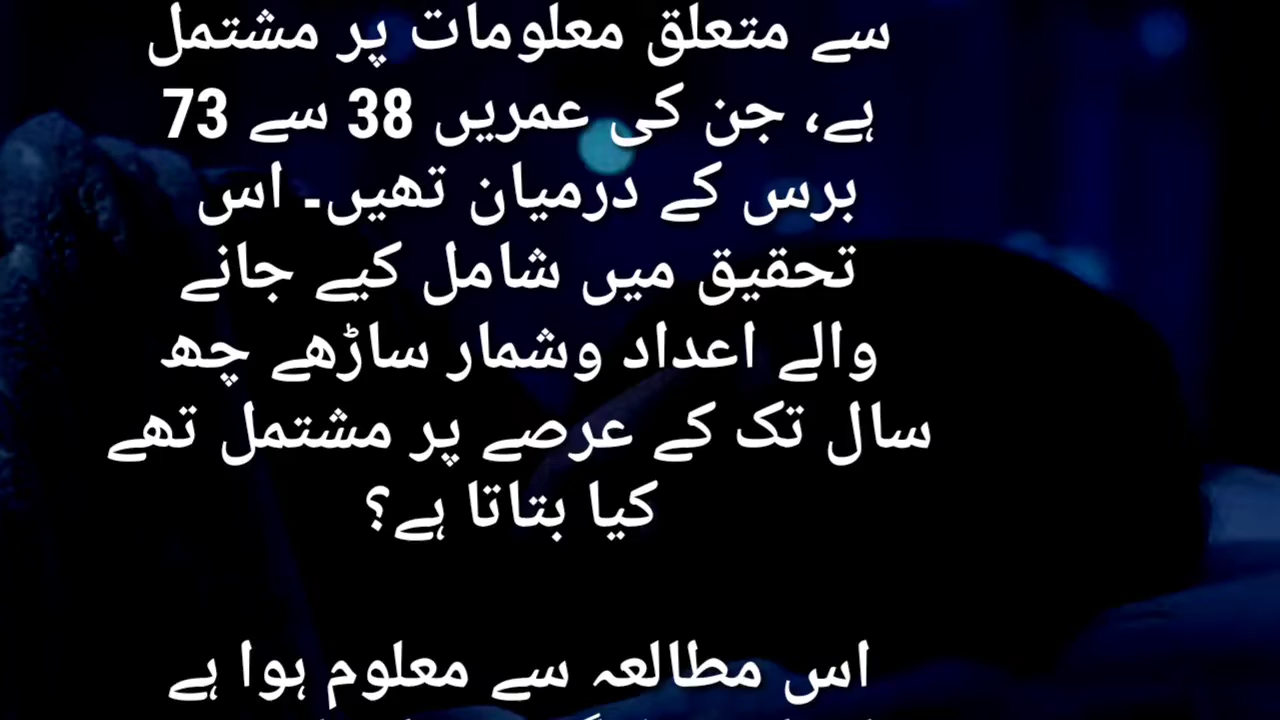 سے متعلق معلومات پر مشتمل
ہے، جن کی عمریں 38 سے 73
برس کے درمیان تھیں۔ اس
تحقیق میں شامل کیے جانے
والے اعداد وشمار ساڑھے چھ
سال تک کے عرصے پر مشتمل تھے
کیا بتاتا ہے؟
اس مطالعہ سے معلوم ہوا ہے